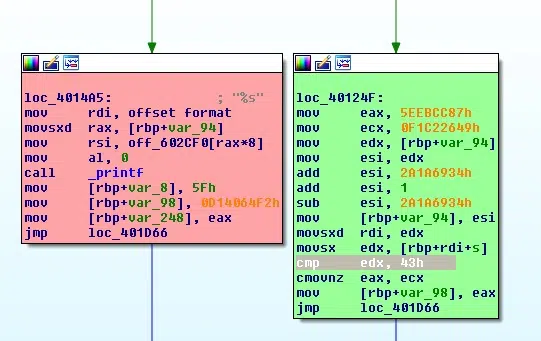 loc_4014A5: ; "%s"
mov rdi, offset format
movsxd rax, [rbp+var_94]
mov rsi, off_602CF0[rax*8]
mov al, 0
call _printf
mov [rbp+var_8], 5Fh
mov [rbp+var_98], 0D14064F2h
mov [rbp+var_248], eax
jmp loc_401D66
loc_40124F:
mov eax, 5EEBCC87h
mov ecx, 0F1C22649h
mov edx, [rbp+var_94]
mov esi, edx
add esi, 2A1A6934h
add esi, 1
sub esi, 2A1A6934h
mov [rbp+var_94], esi
movsxd rdi, edx
movsx edx, [rbp+rdi+s]
cmp edx, 43h
cmovnz eax, ecx
mov [rbp+var_98], eax
jmp loc_401D66